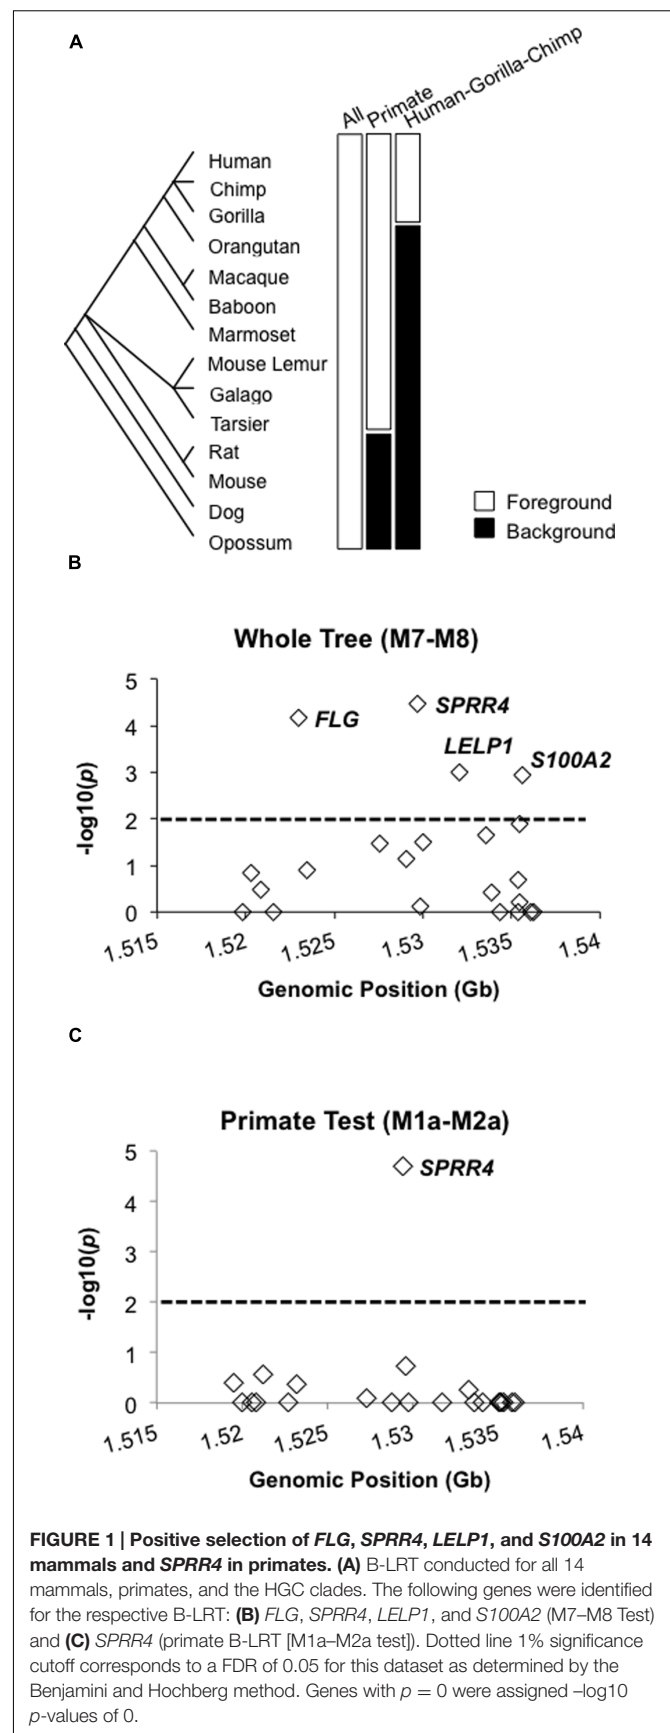 A
All
Primate
Human-Gorilla-Chimp
Human
Chimp
Gorilla
Orangutan
Macaque
Baboon
Marmoset
Mouse Lemur
Galago
Tarsier
Rat
Mouse
Dog
Opossum
Foreground
Background
B
Whole Tree (M7-M8)
-log10(p)
5
4
3
2
1
0
FLG
SPRR4
LELP1
S100A2
1.515
1.52
1.525
1.53
1.535
1.54
Genomic Position (Gb)
C
Primate Test (M1a-M2a)
-log10(p)
5
4
3
2
1
0
SPRR4
1.515
1.52
1.525
1.53
1.535
1.54
Genomic Position (Gb)
FIGURE 1 | Positive selection of FLG, SPRR4, LELP1, and S100A2 in 14
mammals and SPRR4 in primates. (A) B-LRT conducted for all 14
mammals, primates, and the HGC clades. The following genes were identified
for the respective B-LRT: (B) FLG, SPRR4, LELP1, and S100A2 (M7–M8 Test)
and (C) SPRR4 (primate B-LRT [M1a–M2a test]). Dotted line 1% significance
cutoff corresponds to a FDR of 0.05 for this dataset as determined by the
Benjamini and Hochberg method. Genes with p = 0 were assigned –log10
p-values of 0.